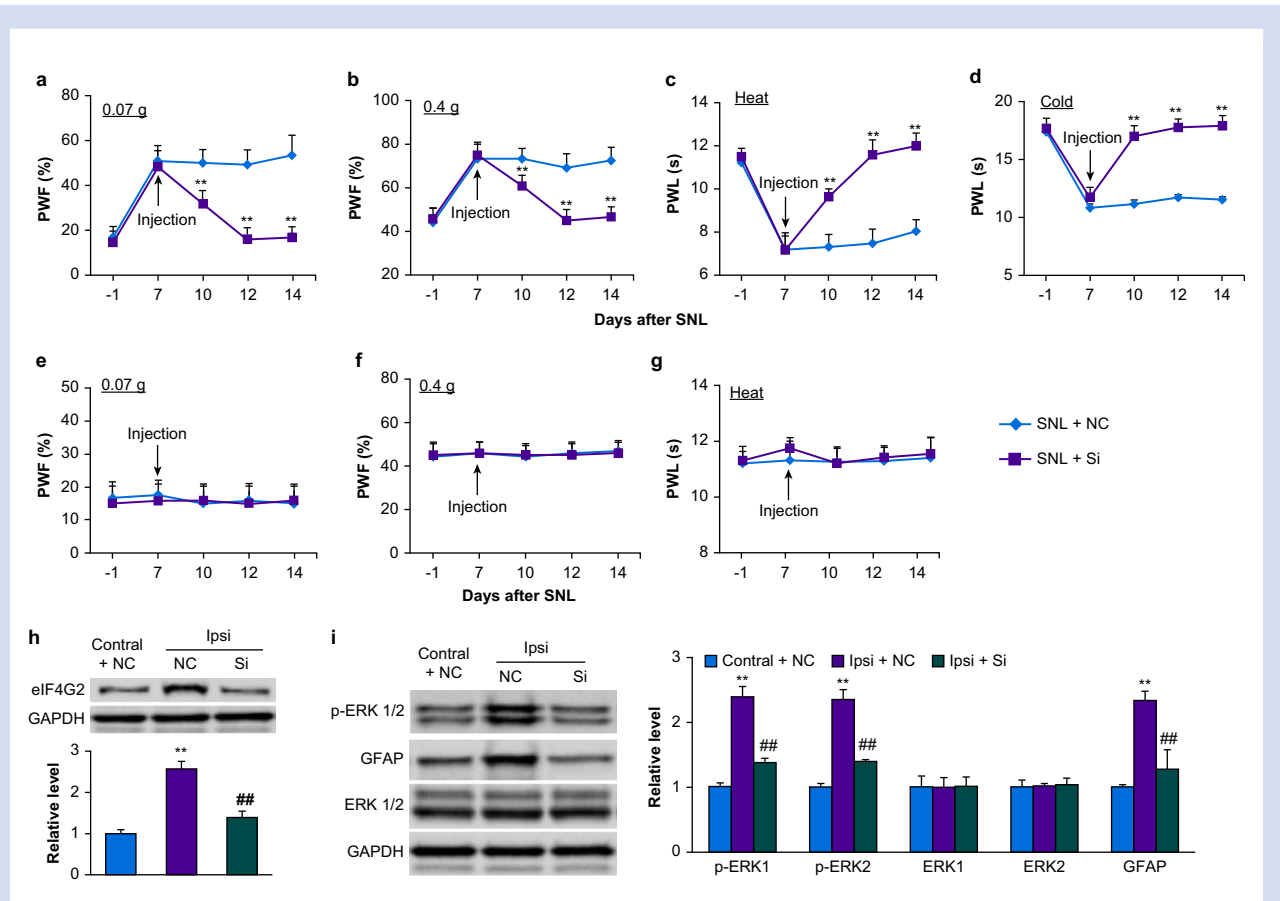 a
0.07 g
PWF (%)
80
60
40
20
0
** ** **
Injection
-1 7 10 12 14
b
0.4 g
PWF (%)
100
80
60
40
20
** ** **
Injection
-1 7 10 12 14
c
Heat
PWL (s)
14
12
10
8
6
** ** **
Injection
-1 7 10 12 14
d
Cold
PWL (s)
20
15
10
5
** ** **
Injection
-1 7 10 12 14
Days after SNL
e
0.07 g
PWF (%)
50
40
30
20
10
0
Injection
-1 7 10 12 14
f
0.4 g
PWF (%)
80
60
40
20
0
Injection
-1 7 10 12 14
g
Heat
PWL (s)
14
12
11
8
Injection
-1 7 10 12 14
SNL + NC
SNL + Si
Days after SNL
h
Contral
+ NC
Ipsi
NC Si
eIF4G2
GAPDH
Relative level
3
2
1
0
**
##
i
Contral
+ NC
Ipsi
NC Si
p-ERK 1/2
GFAP
ERK 1/2
GAPDH
Relative level
3
2
1
0
Contral + NC Ipsi + NC Ipsi + Si
** ** **
## ## ##
p-ERK1 p-ERK2 ERK1 ERK2 GFAP